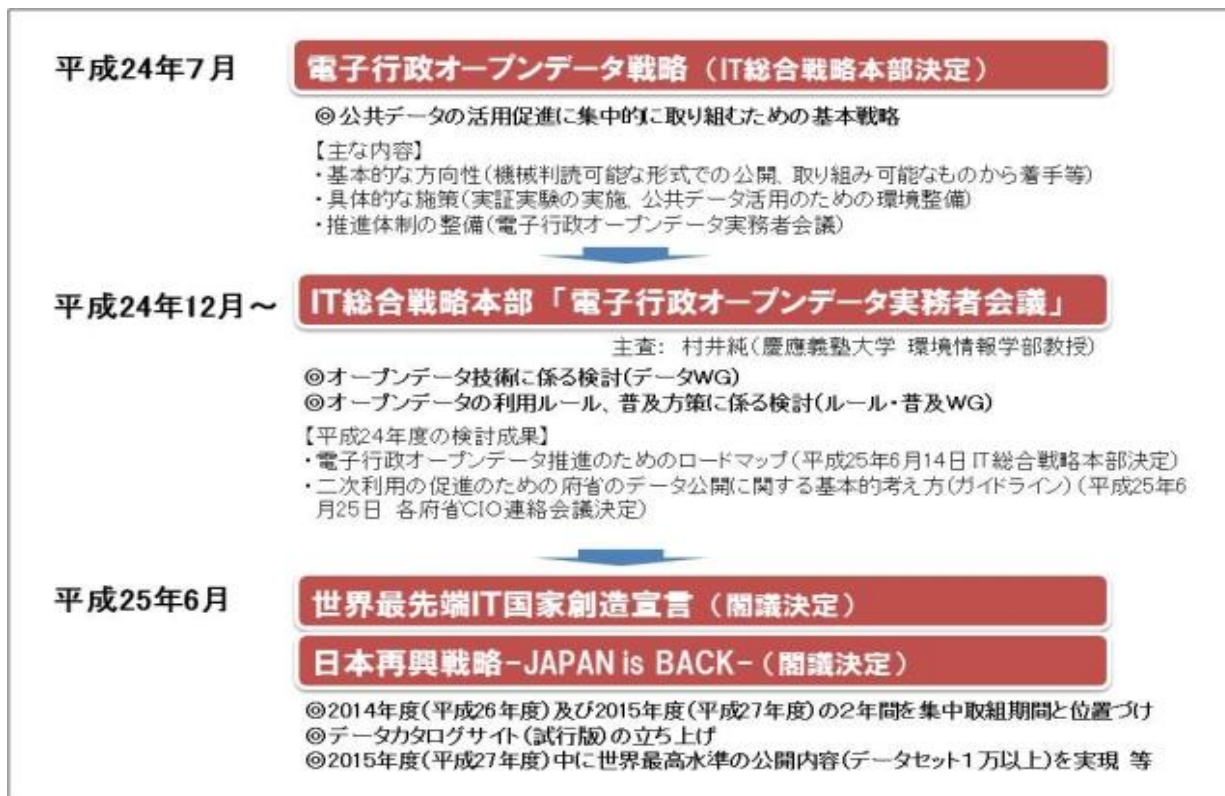 平成24年7月
電子行政オープンデータ戦略（IT総合戦略本部決定）
◎公共データの活用促進に集中的に取り組むための基本戦略
【主な内容】
・基本的な方向性(機械判読可能な形式での公開、取り組み可能なものから着手等)
・具体的な施策(実証実験の実施、公共データ活用のための環境整備)
・推進体制の整備(電子行政オープンデータ実務者会議)
平成24年12月～
IT総合戦略本部「電子行政オープンデータ実務者会議」
主査: 村井純(慶應義塾大学 環境情報学部教授)
◎オープンデータ技術に係る検討(データWG)
◎オープンデータの利用ルール、普及方策に係る検討(ルール・普及WG)
【平成24年度の検討成果】
・電子行政オープンデータ推進のためのロードマップ(平成25年6月14日 IT総合戦略本部決定)
・二次利用の促進のための府省のデータ公開に関する基本的考え方(ガイドライン)(平成25年6
月25日 各府省CIO連絡会議決定)
平成25年6月
世界最先端IT国家創造宣言（閣議決定）
日本再興戦略-JAPAN is BACK-（閣議決定）
◎2014年度(平成26年度)及び2015年度(平成27年度)の2年間を集中取組期間と位置づけ
◎データカタログサイト(試行版)の立ち上げ
◎2015年度(平成27年度)中に世界最高水準の公開内容(データセット1万以上)を実現 等